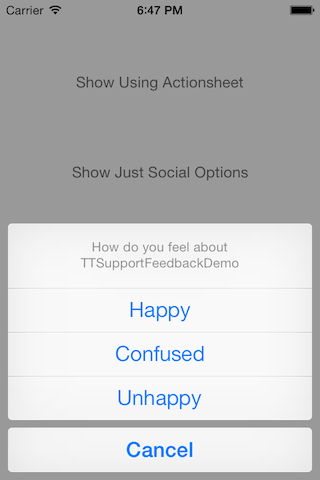 Carrier 6:47 PM
Show Using Actionsheet
Show Just Social Options
How do you feel about
TTSupportFeedbackDemo
Happy
Confused
Unhappy
Cancel